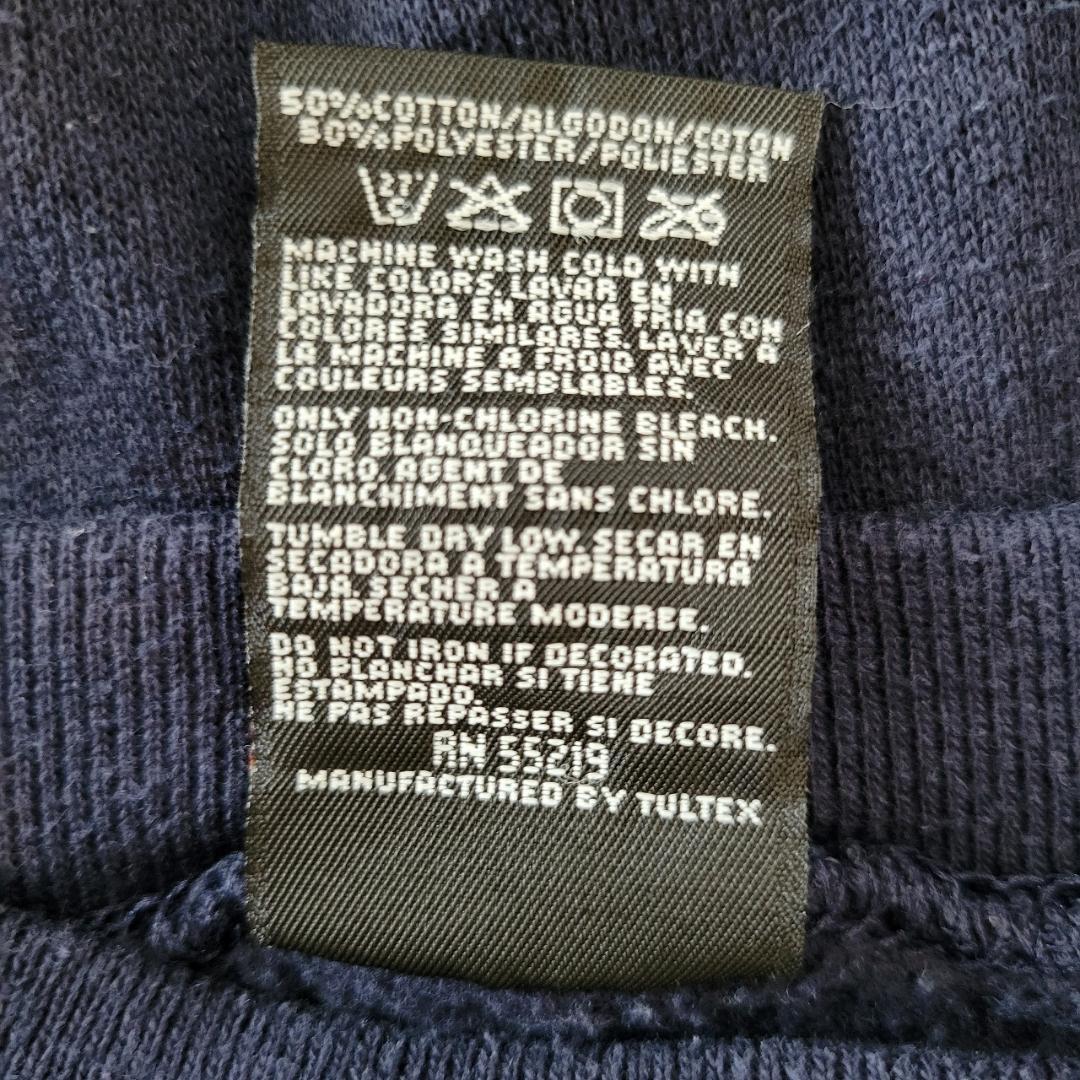 50%COTTON/ALGODON/COTON
50%POLYESTER/POLIESTER
MACHINE WASH COLD WITH
LIKE COLORS, LAVAR EN
LAVADORA EN AGUA FRIA CON
COLORES SIMILARES LAVER A
LA MACHINE A FROID AVEC
COULEURS SEMBLABLES.
ONLY NON-CHLORINE BLEACH.
SOLO BLANQUEADOR SIN
CLORO, AGENT DE
BLANCHIMENT SANS CHLORE.
TUMBLE DRY LOW, SECAR EN
SECADORA A TEMPERATURA
BAJA, SECHER A
TEMPERATURE MODEREE.
DO NOT IRON IF DECORATED.
NO PLANCHAR SI TIENE
ESTAMPADO.
NE PAS REPASSER SI DECORE.
RN 55219
MANUFACTURED BY TULTEX